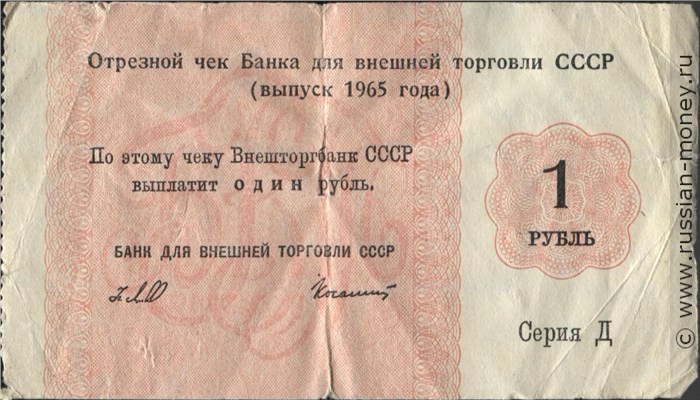 Отрезной чек Банка для внешней торговли СССР
(выпуск 1965 года)
По этому чеку Внешторгбанк СССР
выплатит один рубль.
БАНК ДЛЯ ВНЕШНЕЙ ТОРГОВЛИ СССР
1
РУБЛЬ
Серия Д
© www.russian-money.ru